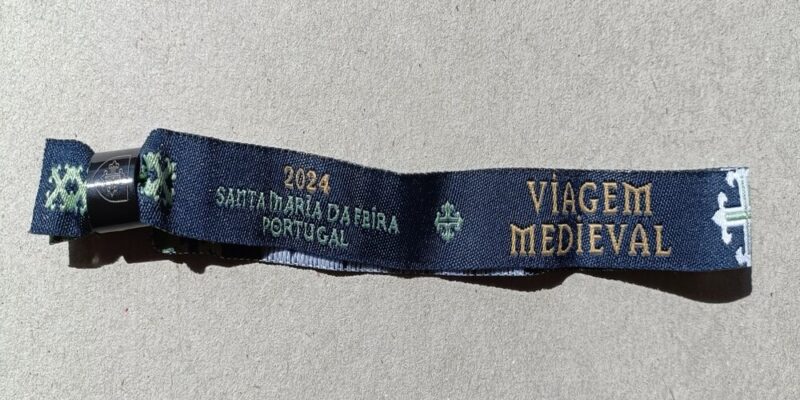 2024
SANTA MARIA DA FEIRA
PORTUGAL
VIAGEM
MEDIEVAL